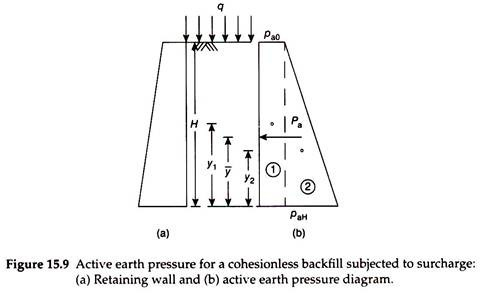 q
Pa0
H
Pa
y1
ȳ
y2
1
2
PaH
(a)
(b)
Figure 15.9 Active earth pressure for a cohesionless backfill subjected to surcharge:
(a) Retaining wall and (b) active earth pressure diagram.